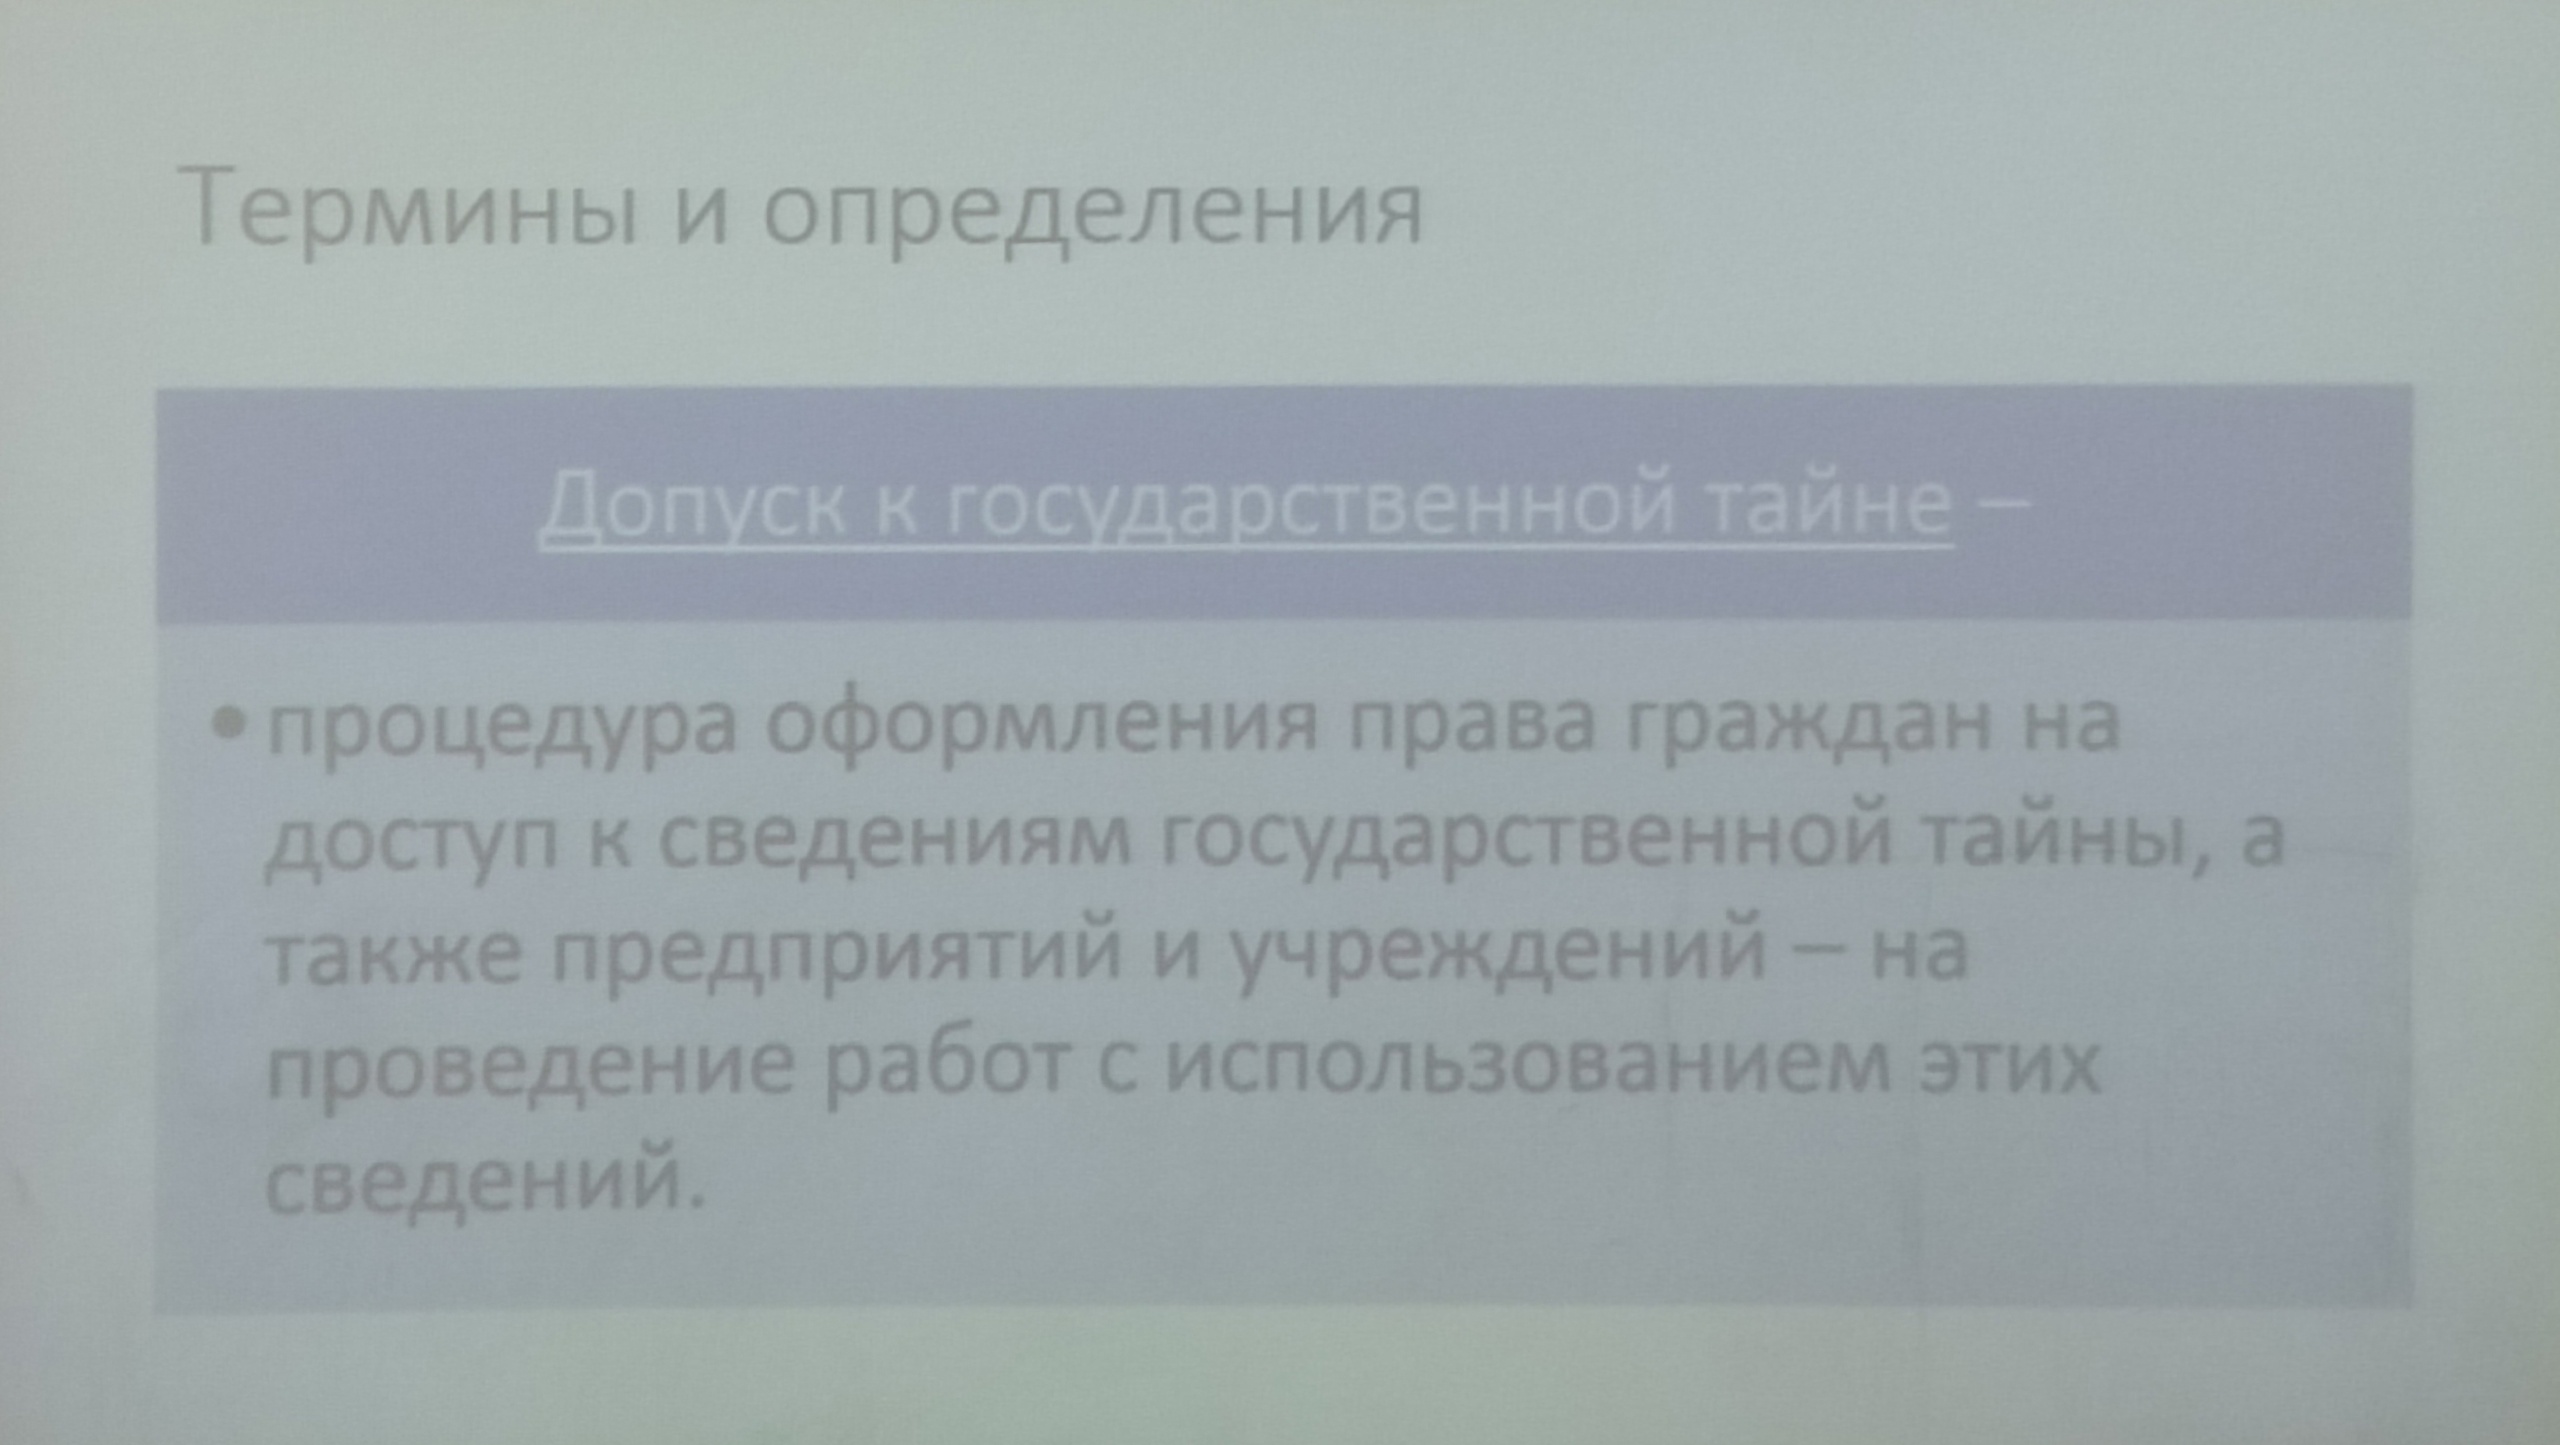 Термины и определения
Допуск к государственной тайне –
• процедура оформления права граждан на
доступ к сведениям государственной тайны, а
также предприятий и учреждений – на
проведение работ с использованием этих
сведений.